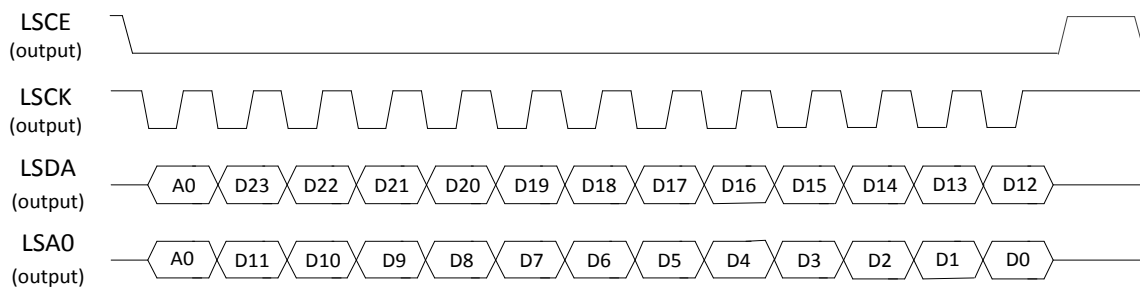 LSCE
(output)
LSCK
(output)
LSDA
(output)
A0 D23 D22 D21 D20 D19 D18 D17 D16 D15 D14 D13 D12
LSA0
(output)
A0 D11 D10 D9 D8 D7 D6 D5 D4 D3 D2 D1 D0